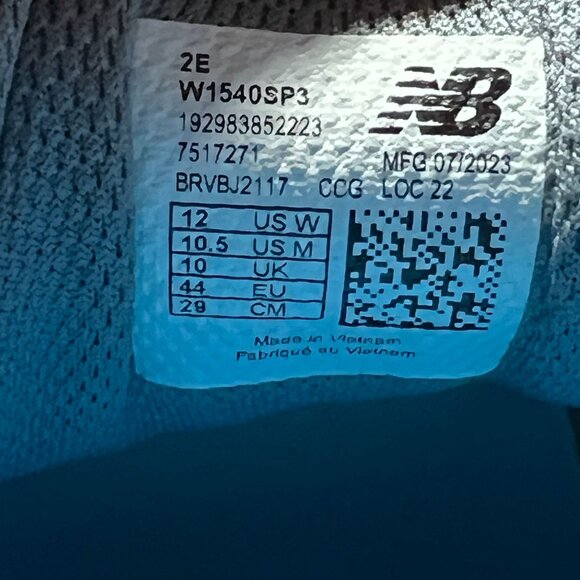 2E
W1540SP3
NB
192983852223
7517271 MFG 07/2023
BRVBJ2117 CCG LOC 22
12 US W
10.5 US M
10 UK
44 EU
29 CM
Made in Vietnam
Fabriqué au Vietnam